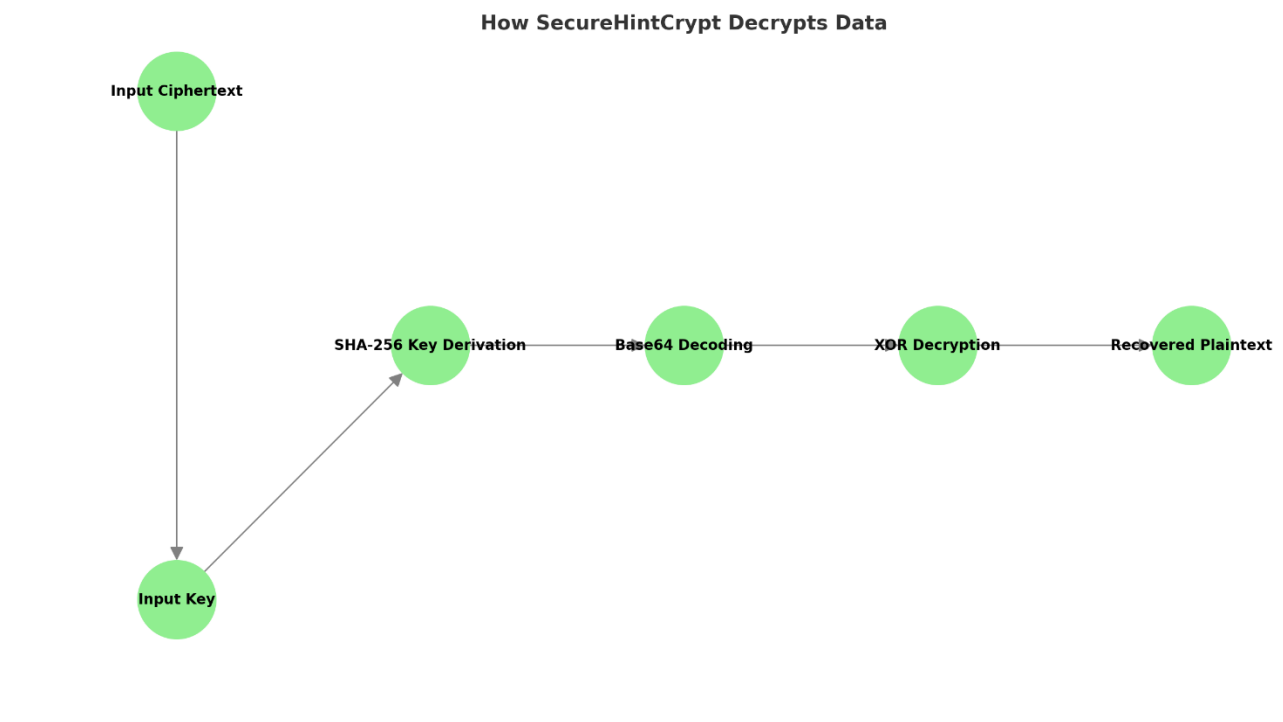 How SecureHintCrypt Decrypts Data
Input Ciphertext
SHA-256 Key Derivation
Base64 Decoding
XOR Decryption
Recovered Plaintext
Input Key